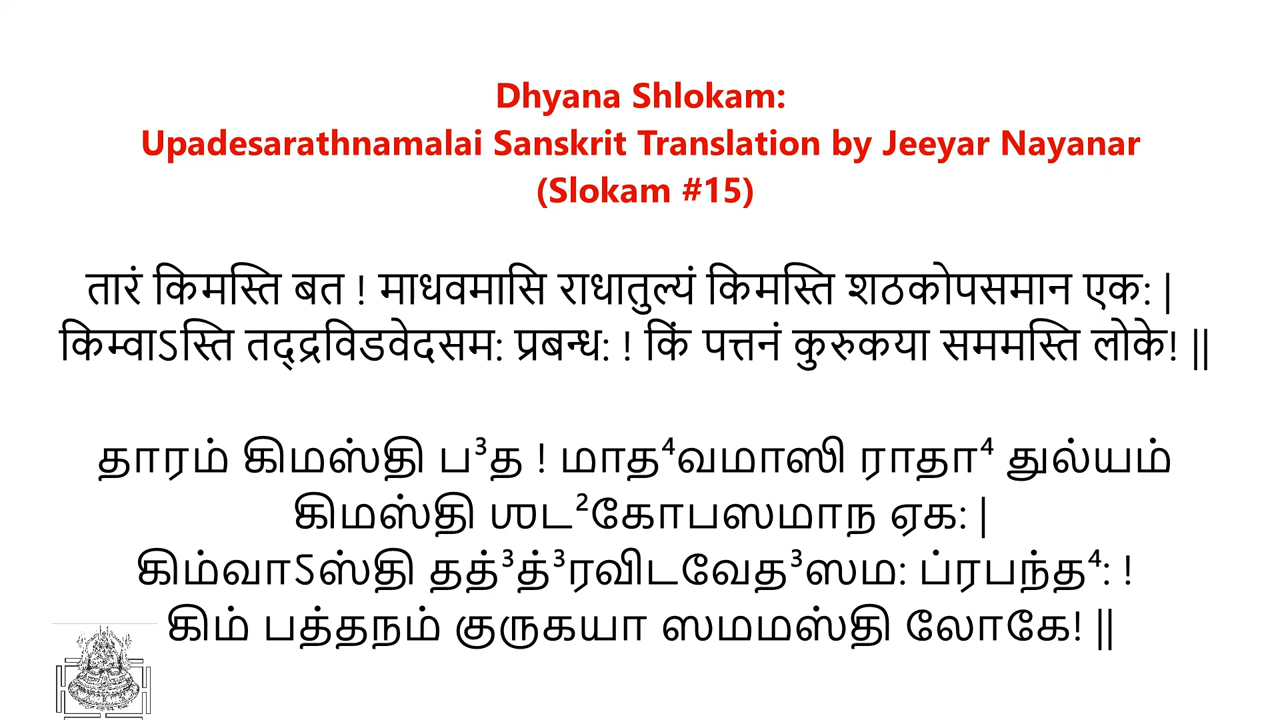 Dhyana Shlokam:
Upadesarathnamalai Sanskrit Translation by Jeeyar Nayanar
(Slokam #15)
तारं किमस्ति बत ! माधवमासि राधातुल्यं किमस्ति शठकोपसमान एक: |
किम्वाऽस्ति तद्द्रविडवेदसम: प्रबन्ध: ! किं पत्तनं कुरुकया सममस्ति लोके! ||
தாரம் கிமஸ்தி ப³த ! மாத⁴வமாஸி ராதா⁴ துல்யம்
கிமஸ்தி ஶட²கோபஸமாந ஏக: |
கிம்வாऽஸ்தி தத்³த்³ரவிடவேத³ஸம: ப்ரபந்த⁴: !
கிம் பத்தநம் குருகயா ஸமமஸ்தி லோகே! ||